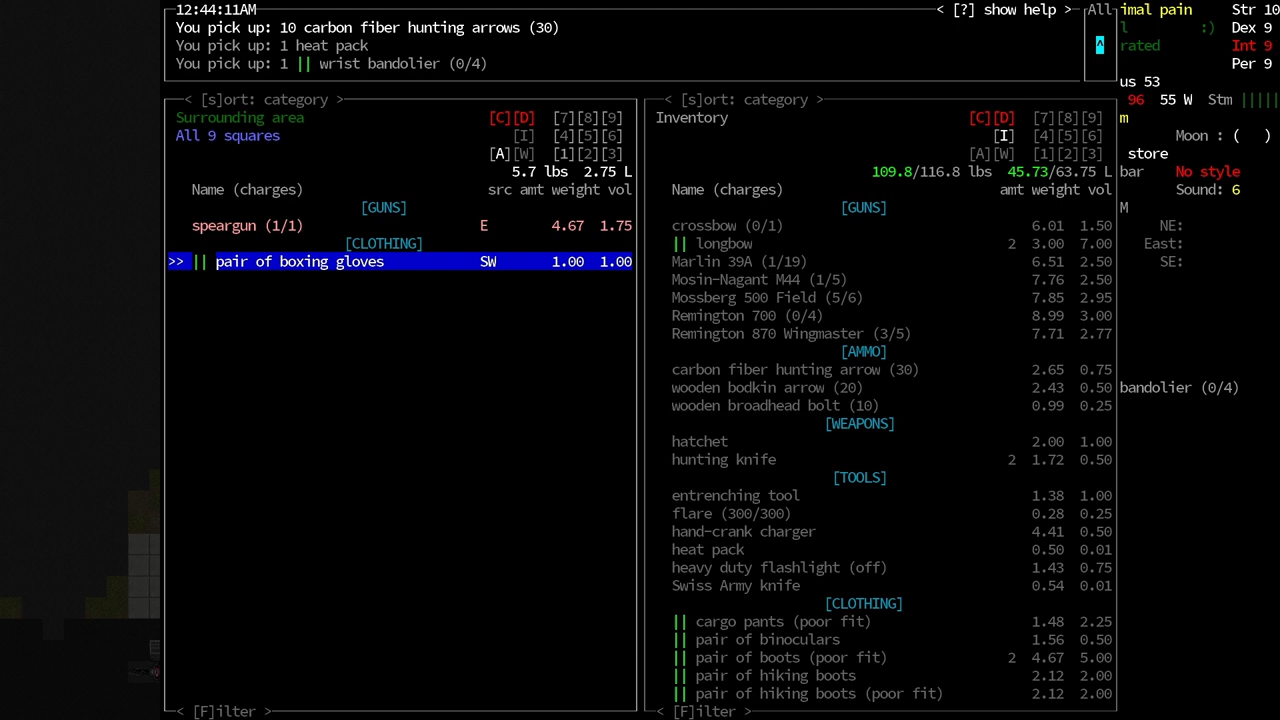 12:44:11AM < [?] show help > All imal pain Str 10
You pick up: 10 carbon fiber hunting arrows (30) l :) Dex 9
You pick up: 1 heat pack ^ rated Int 9
You pick up: 1 || wrist bandolier (0/4) Per 9
us 53
< [s]ort: category > < [s]ort: category > 96 55 W Stm |||||
Surrounding area [C][D] [7][8][9] Inventory [C][D] [7][8][9] m
All 9 squares [I] [4][5][6] [I] [4][5][6] Moon : ( )
[A][W] [1][2][3] [A][W] [1][2][3] store
5.7 lbs 2.75 L 109.8/116.8 lbs 45.73/63.75 L bar No style
Name (charges) src amt weight vol Name (charges) amt weight vol Sound: 6
[GUNS] [GUNS] M
speargun (1/1) E 4.67 1.75 crossbow (0/1) 6.01 1.50 NE:
[CLOTHING] || longbow 2 3.00 7.00 East:
>> || pair of boxing gloves SW 1.00 1.00 Marlin 39A (1/19) 6.51 2.50 SE:
Mosin-Nagant M44 (1/5) 7.76 2.50
Mossberg 500 Field (5/6) 7.85 2.95
Remington 700 (0/4) 8.99 3.00
Remington 870 Wingmaster (3/5) 7.71 2.77
[AMMO]
carbon fiber hunting arrow (30) 2.65 0.75
wooden bodkin arrow (20) 2.43 0.50 bandolier (0/4)
wooden broadhead bolt (10) 0.99 0.25
[WEAPONS]
hatchet 2.00 1.00
hunting knife 2 1.72 0.50
[TOOLS]
entrenching tool 1.38 1.00
flare (300/300) 0.28 0.25
hand-crank charger 4.41 0.50
heat pack 0.50 0.01
heavy duty flashlight (off) 1.43 0.75
Swiss Army knife 0.54 0.01
[CLOTHING]
|| cargo pants (poor fit) 1.48 2.25
|| pair of binoculars 1.56 0.50
|| pair of boots (poor fit) 2 4.67 5.00
|| pair of hiking boots 2.12 2.00
|| pair of hiking boots (poor fit) 2.12 2.00
< [F]ilter > < [F]ilter >